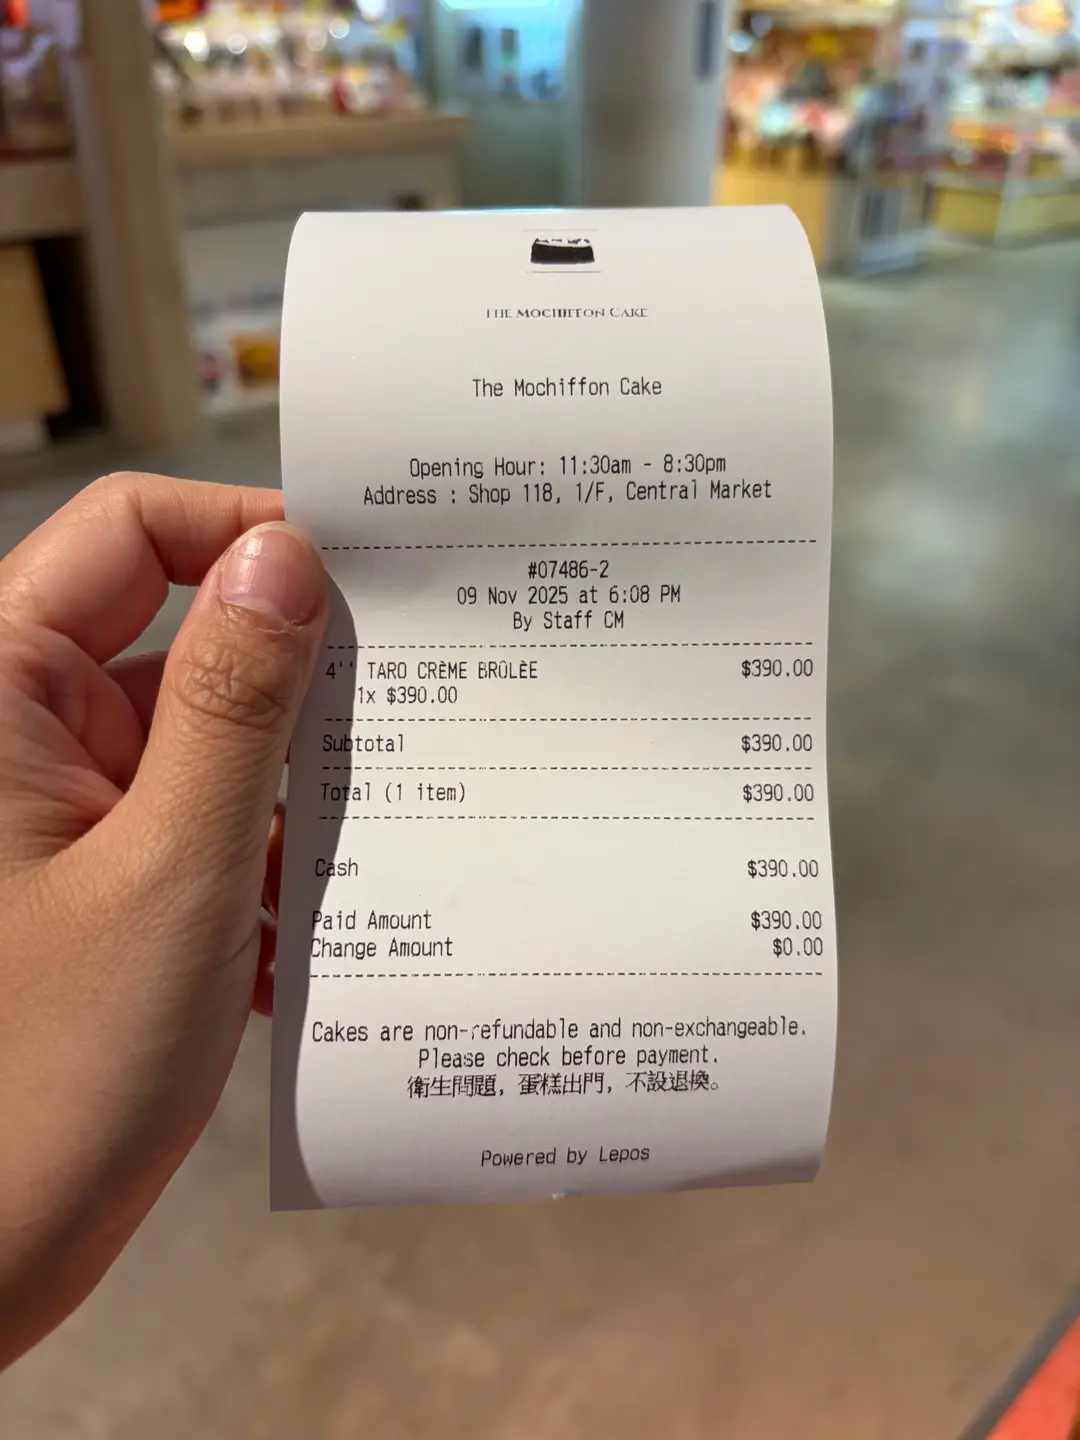 THE MOCHIFFON CAKE
The Mochiffon Cake
Opening Hour: 11:30am - 8:30pm
Address : Shop 118, 1/F, Central Market
#07486-2
09 Nov 2025 at 6:08 PM
By Staff CM
4'' TARO CRÈME BRÛLÈE $390.00
1x $390.00
Subtotal $390.00
Total (1 item) $390.00
Cash $390.00
Paid Amount $390.00
Change Amount $0.00
Cakes are non-refundable and non-exchangeable.
Please check before payment.
衛生問題，蛋糕出門，不設退換。
Powered by Lepos